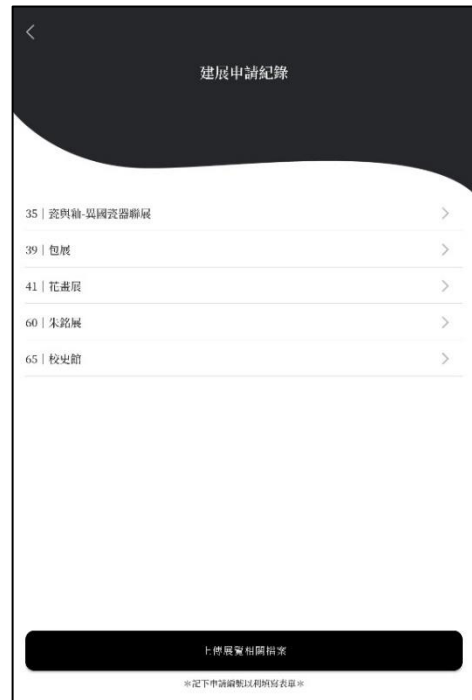 建展申請紀錄
35｜瓷與釉-異國瓷器聯展
39｜包展
41｜花畫展
60｜朱銘展
65｜校史館
上傳展覽相關檔案
*記下申請編號以利填寫表單*